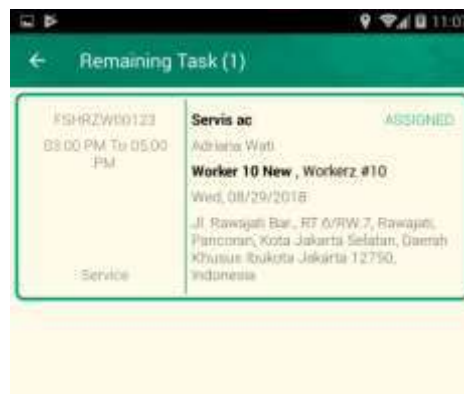 11:07
Remaining Task (1)
FSHRZW00123
03:00 PM To 05:00
PM
Service
Servis ac
ASSIGNED
Adriana Wati
Worker 10 New , Workerz #10
Wed, 08/29/2018
Jl. Rawajati Bar., RT 6/RW.7, Rawajati,
Pancoran, Kota Jakarta Selatan, Daerah
Khusus Ibukota Jakarta 12750,
Indonesia